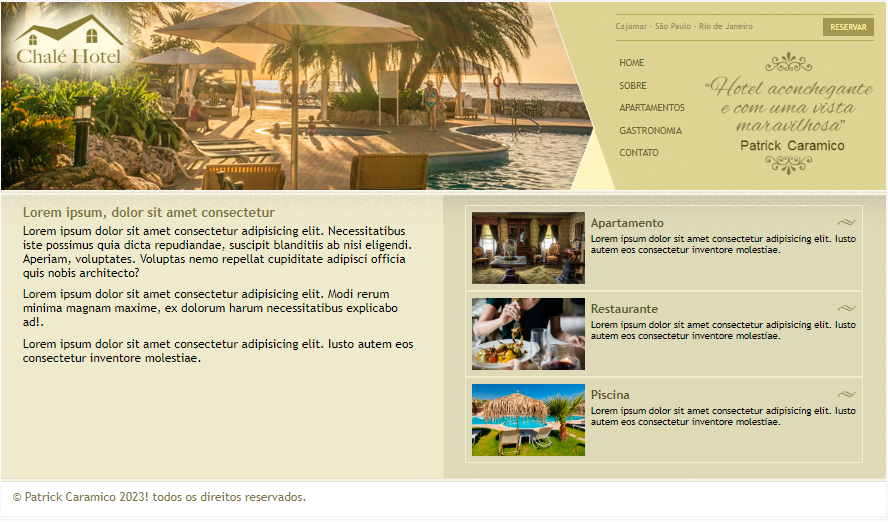 Chalé Hotel
Cajamar - São Paulo - Rio de Janeiro
RESERVAR
HOME
SOBRE
APARTAMENTOS
GASTRONOMIA
CONTATO
“Hotel aconchegante
e com uma vista
maravilhosa”
Patrick Caramico
Lorem ipsum, dolor sit amet consectetur
Lorem ipsum dolor sit amet consectetur adipisicing elit. Necessitatibus
iste possimus quia dicta repudiandae, suscipit blanditiis ab nisi eligendi.
Aperiam, voluptates. Voluptas nemo repellat cupiditate adipisci officia
quis nobis architecto?
Lorem ipsum dolor sit amet consectetur adipisicing elit. Modi rerum
minima magnam maxime, ex dolorum harum necessitatibus explicabo
ad!.
Lorem ipsum dolor sit amet consectetur adipisicing elit. Iusto autem eos
consectetur inventore molestiae.
Apartamento
Lorem ipsum dolor sit amet consectetur adipisicing elit. Iusto
autem eos consectetur inventore molestiae.
Restaurante
Lorem ipsum dolor sit amet consectetur adipisicing elit. Iusto
autem eos consectetur inventore molestiae.
Piscina
Lorem ipsum dolor sit amet consectetur adipisicing elit. Iusto
autem eos consectetur inventore molestiae.
© Patrick Caramico 2023! todos os direitos reservados.